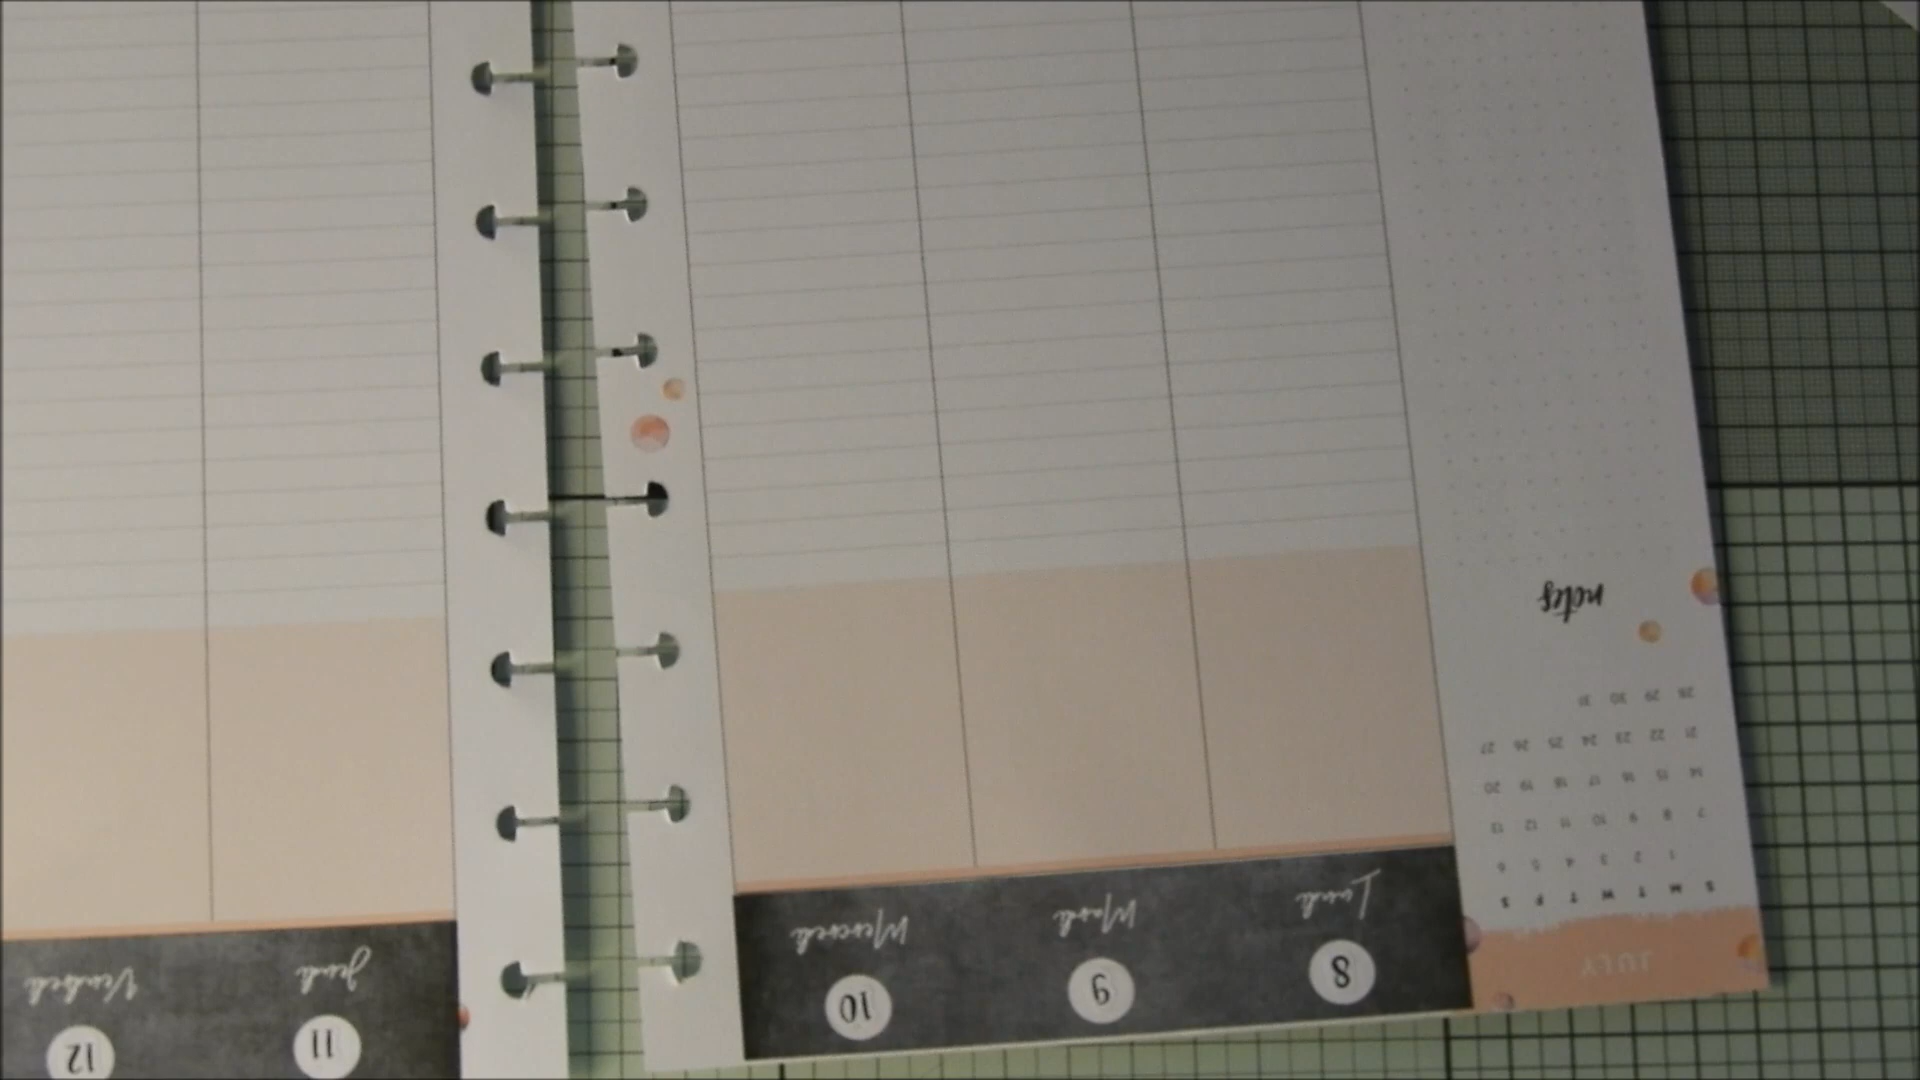 JULY
S M T W T F S
1 2 3 4 5 6
7 8 9 10 11 12 13
14 15 16 17 18 19 20
21 22 23 24 25 26 27
28 29 30 31
notes
8
Lundi
9
Mardi
10
Mercredi
11
Jeudi
12
Vendredi